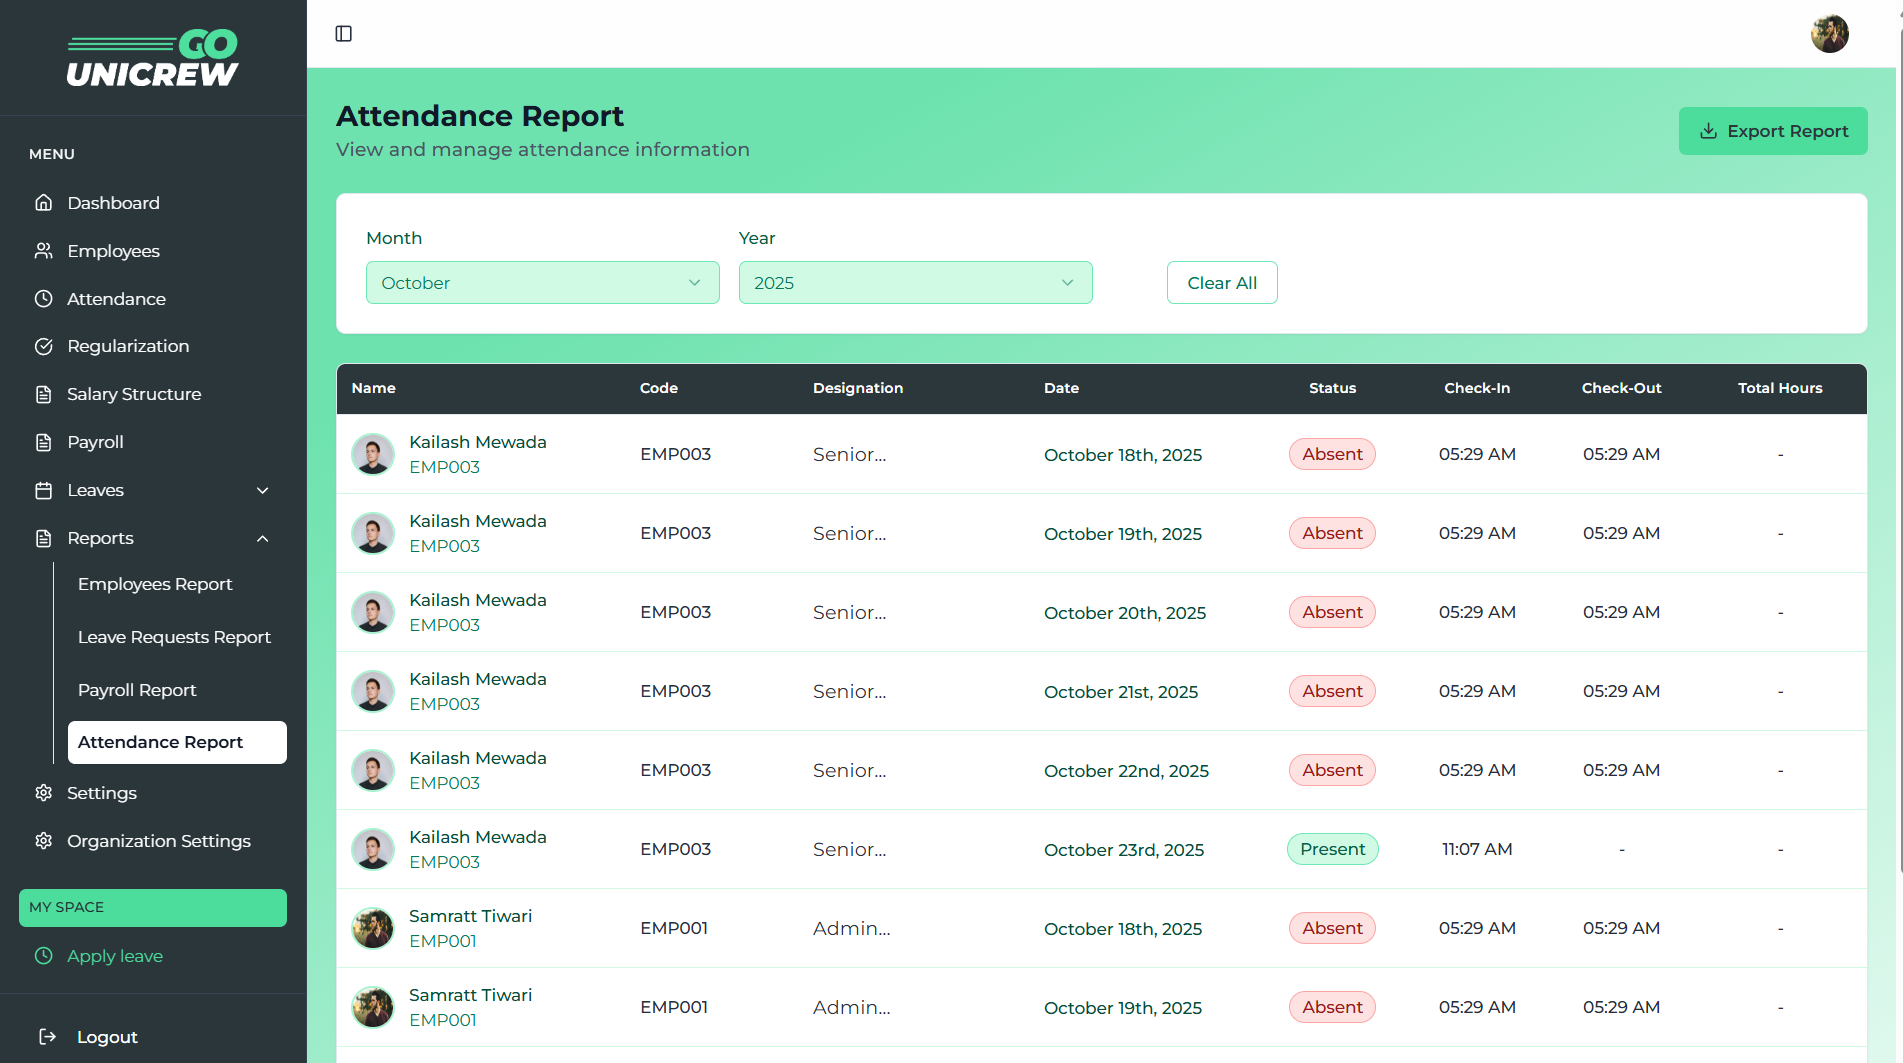 GO
UNICREW
MENU
Dashboard
Employees
Attendance
Regularization
Salary Structure
Payroll
Leaves
Reports
Employees Report
Leave Requests Report
Payroll Report
Attendance Report
Settings
Organization Settings
MY SPACE
Apply leave
Logout
Attendance Report
View and manage attendance information
Export Report
Month Year
October 2025 Clear All
Name Code Designation Date Status Check-In Check-Out Total Hours
Kailash Mewada
EMP003 EMP003 Senior... October 18th, 2025 Absent 05:29 AM 05:29 AM -
Kailash Mewada
EMP003 EMP003 Senior... October 19th, 2025 Absent 05:29 AM 05:29 AM -
Kailash Mewada
EMP003 EMP003 Senior... October 20th, 2025 Absent 05:29 AM 05:29 AM -
Kailash Mewada
EMP003 EMP003 Senior... October 21st, 2025 Absent 05:29 AM 05:29 AM -
Kailash Mewada
EMP003 EMP003 Senior... October 22nd, 2025 Absent 05:29 AM 05:29 AM -
Kailash Mewada
EMP003 EMP003 Senior... October 23rd, 2025 Present 11:07 AM - -
Samratt Tiwari
EMP001 EMP001 Admin... October 18th, 2025 Absent 05:29 AM 05:29 AM -
Samratt Tiwari
EMP001 EMP001 Admin... October 19th, 2025 Absent 05:29 AM 05:29 AM -